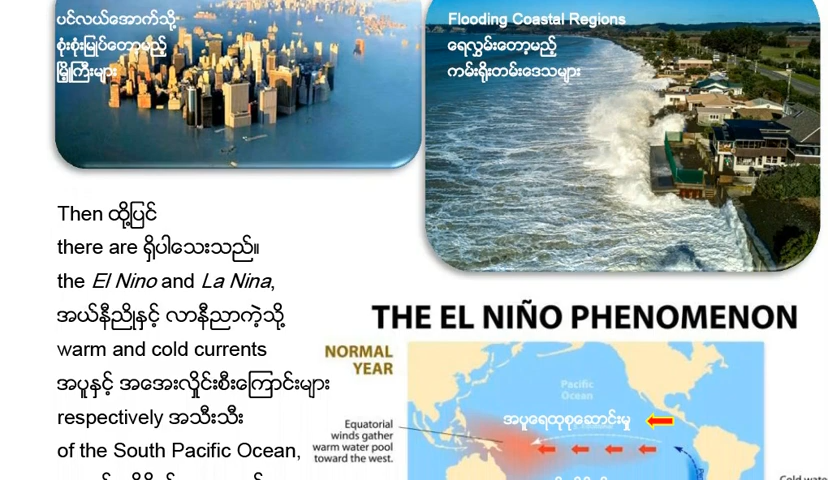 ပင်လယ်အောက်သို့
စုံးစုံးမြုပ်တော့မည့်
မြို့ကြီးများ
Flooding Coastal Regions
ရေလွှမ်းတော့မည့်
ကမ်းရိုးတမ်းဒေသများ
Then ထို့ပြင်
there are ရှိပါသေးသည်။
the El Nino and La Nina,
အယ်နီညိုနှင့် လာနီညာကဲ့သို့
warm and cold currents
အပူနှင့် အအေးလှိုင်းစီးကြောင်းများ
respectively အသီးသီး
of the South Pacific Ocean,
THE EL NIÑO PHENOMENON
NORMAL
YEAR
Pacific
Ocean
အပူရေထုစုဆောင်းမှု
Equatorial
winds gather
warm water pool
toward the west.